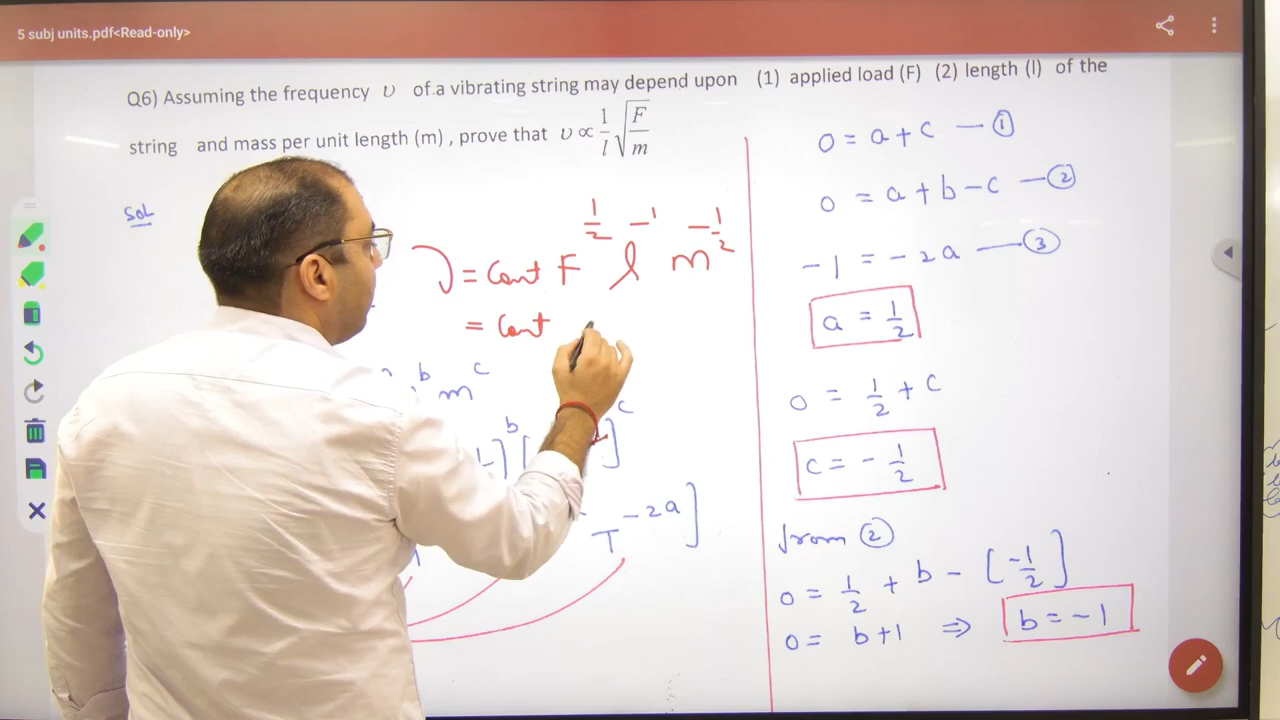 5 subj units.pdf<Read-only>
Q6) Assuming the frequency υ of a vibrating string may depend upon (1) applied load (F) (2) length (l) of the
string and mass per unit length (m) , prove that υ ∝ 1/l √(F/m)
Sol
ν = Cont F^(1/2) l^(-1) m^(-1/2)
= Cont
b m^c
L]^b [ ]^c
T^(-2a)]
0 = a + c — ①
0 = a + b - c — ②
-1 = -2a — ③
a = 1/2
0 = 1/2 + c
c = - 1/2
from ②
0 = 1/2 + b - [-1/2]
0 = b+1 ⇒ b = -1